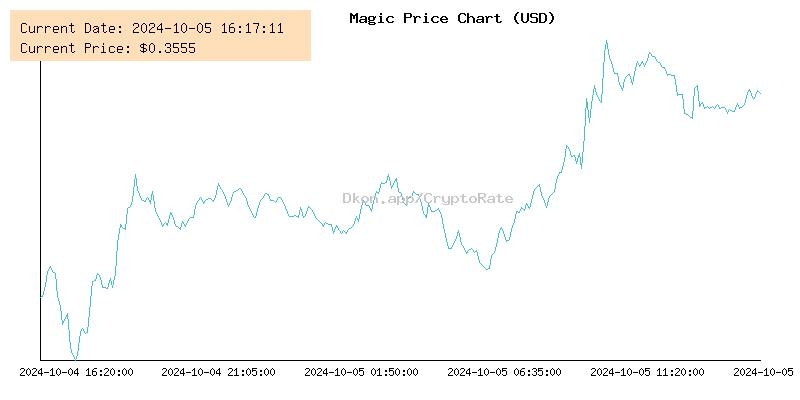 Magic Price Chart (USD)
Current Date: 2024-10-05 16:17:11
Current Price: $0.3555
Dkon.app/CryptoRate
2024-10-04 16:20:00
2024-10-04 21:05:00
2024-10-05 01:50:00
2024-10-05 06:35:00
2024-10-05 11:20:00
2024-10-05